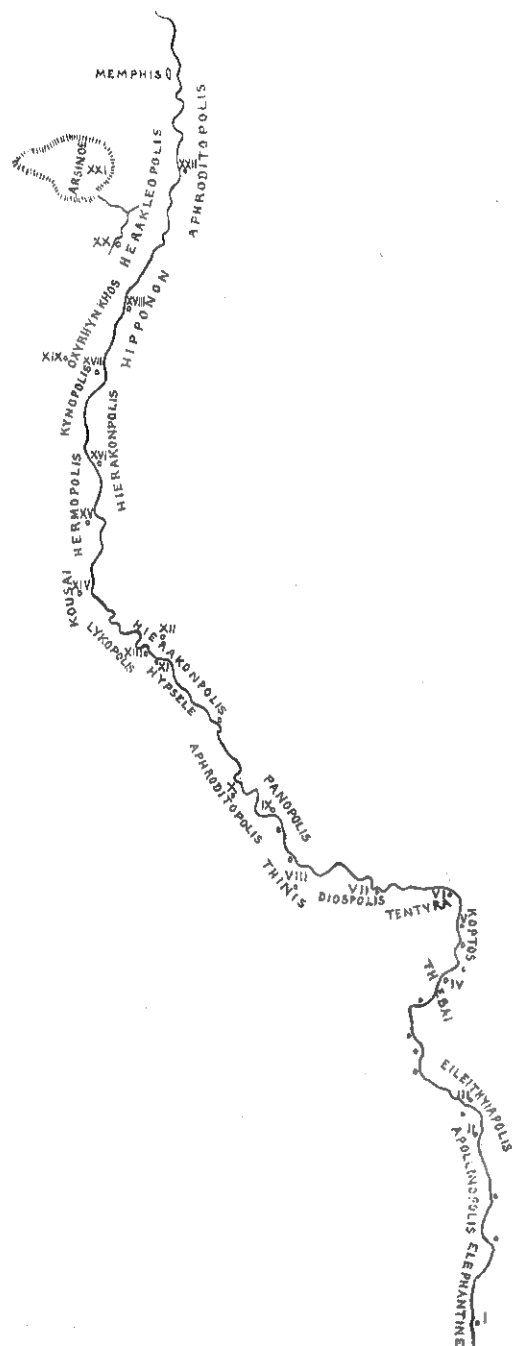 MEMPHIS
APHRODITOPOLIS
XXII
ARSINOE
XXI
HERAKLEOPOLIS
XX
XVIII
HIPPONON
OXYRHYNKHOS
XIX
XVII
KYNOPOLIS
HIERAKONPOLIS
XVI
HERMOPOLIS
XV
XIV
KOUSAI
LYKOPOLIS
XIII
XII
HIERAKONPOLIS
XI
HYPSELE
X
APHRODITOPOLIS
IX
PANOPOLIS
VIII
THINIS
VII
DIOSPOLIS
VI
TENTYRA
V
KOPTOS
IV
THEBAI
EILEITHYIAPOLIS
III
II
APOLLINOPOLIS
ELEPHANTINE
I